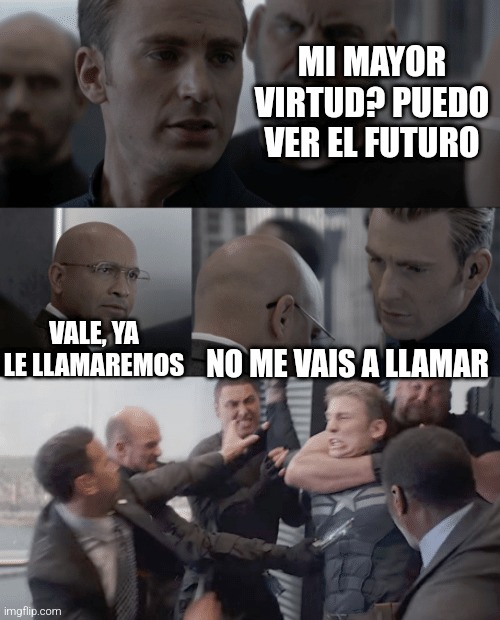 MI MAYOR
VIRTUD? PUEDO
VER EL FUTURO
VALE, YA
LE LLAMAREMOS
NO ME VAIS A LLAMAR
imgflip.com